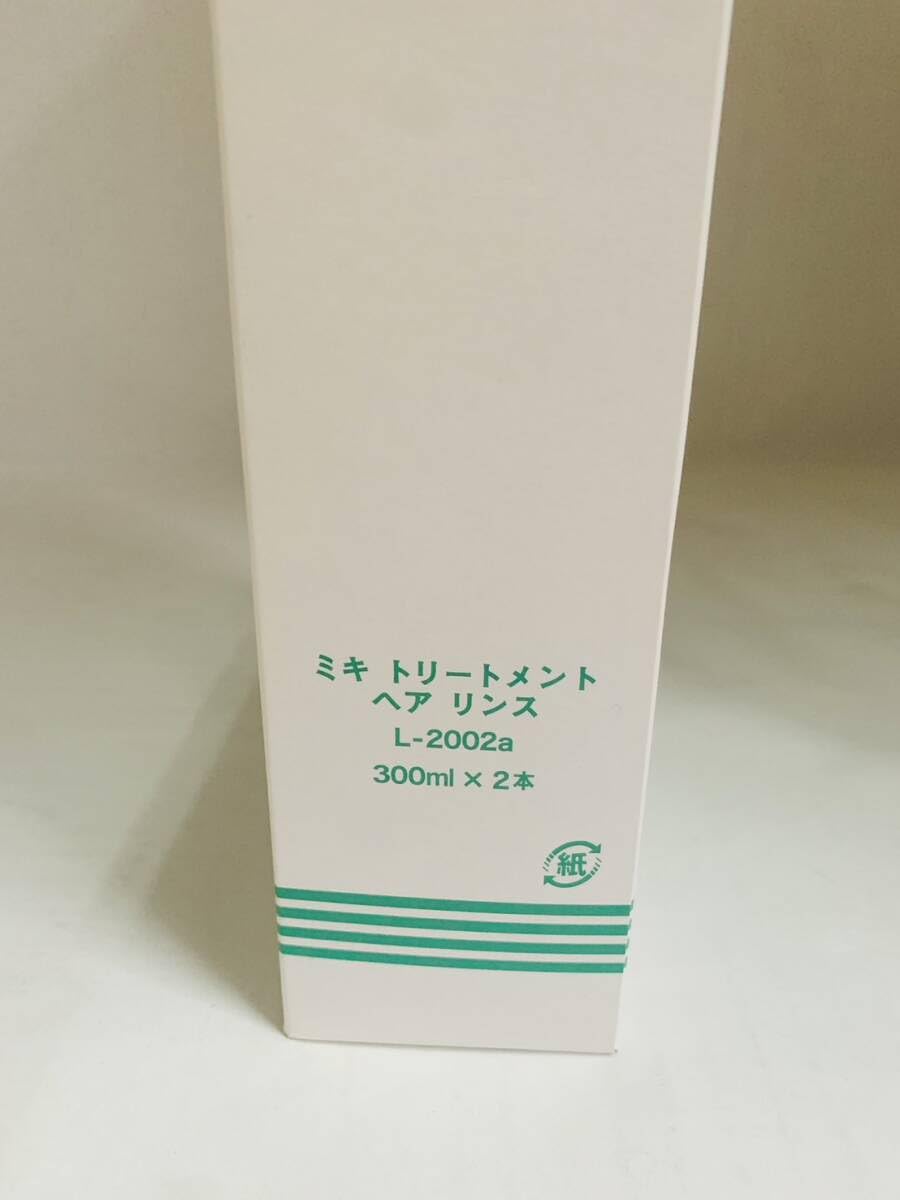 ミキ トリートメント
ヘア リンス
L-2002a
300ml × 2本
紙